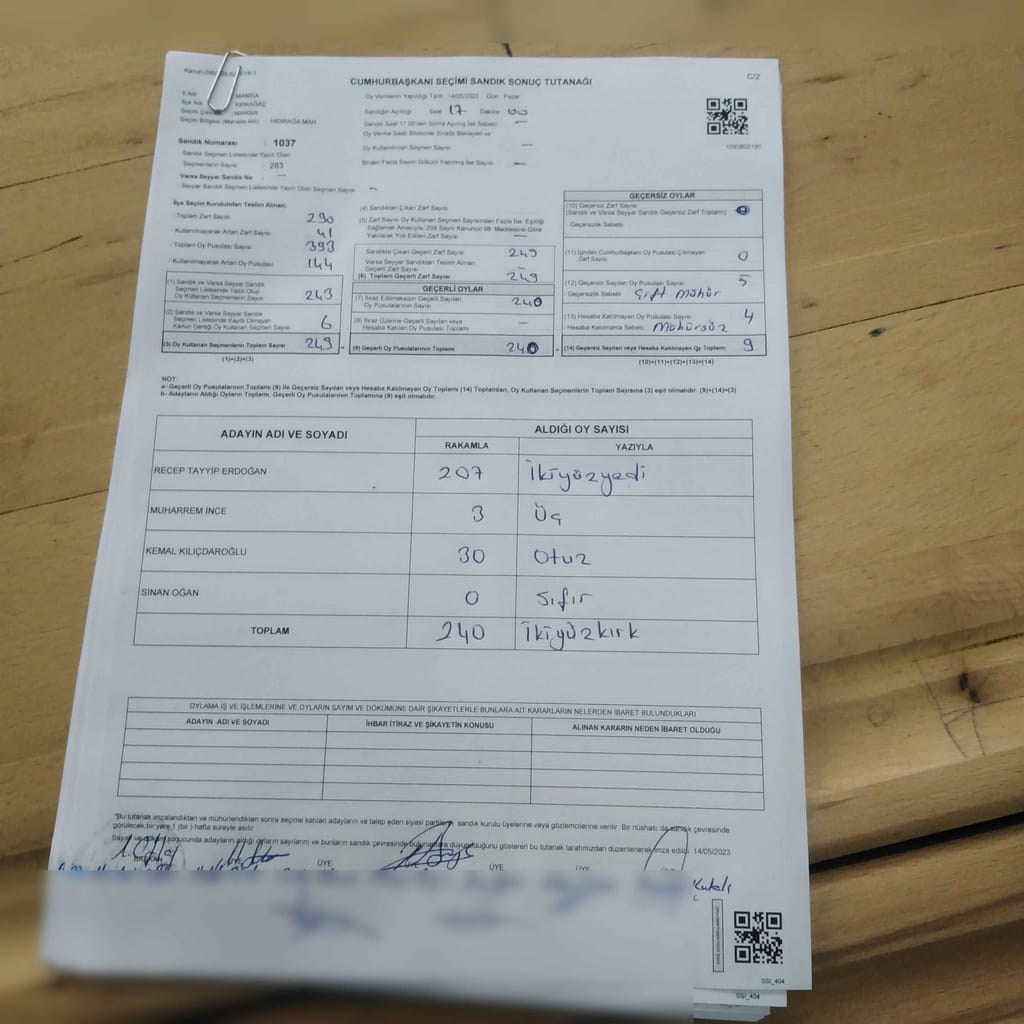 C/2
CUMHURBAŞKANI SEÇİMİ SANDIK SONUÇ TUTANAĞI
İl Adı : MANİSA
İlçe Adı : KIRKAĞAÇ
Seçim Çevresi : MANİSA
Seçim Bölgesi (Mahalle Adı) : HIDIRAĞA MAH
Oy Vermenin Yapıldığı Tarih : 14/05/2023 Gün : Pazar
Sandığın Açıldığı Saat 17 Dakika 00
Sandık Saat 17:00'den Sonra Açılmış İse Sebebi —
Oy Verme Saati Bitiminde Sırada Bekleyen ve
Oy Kullandırılan Seçmen Sayısı —
Birden Fazla Sayım Döküm Yapılmış İse Sayısı —
Sandık Numarası : 1037
Sandık Seçmen Listesinde Yazılı Olan
Seçmenlerin Sayısı : 283
Varsa Seyyar Sandık No —
Seyyar Sandık Seçmen Listesinde Yazılı Olan Seçmen Sayısı —
İlçe Seçim Kurulundan Teslim Alınan;
Toplam Zarf Sayısı 290
Kullanılmayarak Artan Zarf Sayısı 41
Toplam Oy Pusulası Sayısı 393
Kullanılmayarak Artan Oy Pusulası 144
(1) Sandık ve Varsa Seyyar Sandık
Seçmen Listesinde Yazılı Olup
Oy Kullanan Seçmenlerin Sayısı 243
(2) Sandık ve Varsa Seyyar Sandık
Seçmen Listesinde Kayıtlı Olmayan
Kanun Gereği Oy Kullanan Seçmen Sayısı 6
(3) Oy Kullanan Seçmenlerin Toplam Sayısı 249
(1)+(2)=(3)
(4) Sandıktan Çıkan Zarf Sayısı
(5) Zarf Sayısı Oy Kullanan Seçmen Sayısından Fazla İse, Eşitliği
Sağlamak Amacıyla, 298 Sayılı Kanunun 98. Maddesine Göre
Yakılarak Yok Edilen Zarf Sayısı —
Sandıkta Çıkan Geçerli Zarf Sayısı 249
Varsa Seyyar Sandıktan Teslim Alınan
Geçerli Zarf Sayısı —
(6) Toplam Geçerli Zarf Sayısı 249
GEÇERLİ OYLAR
(7) İtiraz Edilmeksizin Geçerli Sayılan
Oy Pusulalarının Sayısı 240
(8) İtiraz Üzerine Geçerli Sayılan veya
Hesaba Katılan Oy Pusulası Toplamı —
(9) Geçerli Oy Pusulalarının Toplamı 240
GEÇERSİZ OYLAR
(10) Geçersiz Zarf Sayısı
(Sandık ve Varsa Seyyar Sandık Geçersiz Zarf Toplamı) 0
Geçersizlik Sebebi
(11) İçinden Cumhurbaşkanı Oy Pusulası Çıkmayan
Zarf Sayısı 0
(12) Geçersiz Sayılan Oy Pusulası Sayısı 5
Geçersizlik Sebebi Çift Mühür
(13) Hesaba Katılmayan Oy Pusulası Sayısı 4
Hesaba Katılmama Sebebi Mühürsüz
(14) Geçersiz Sayılan veya Hesaba Katılmayan Oy Toplamı 9
(10)+(11)+(12)+(13)=(14)
NOT:
a- Geçerli Oy Pusulalarının Toplamı (9) ile Geçersiz Sayılan veya Hesaba Katılmayan Oy Toplamı (14) Toplamları, Oy Kullanan Seçmenlerin Toplam Sayısına (3) eşit olmalıdır. (9)+(14)=(3)
b- Adayların Aldığı Oyların Toplamı, Geçerli Oy Pusulalarının Toplamına (9) eşit olmalıdır.
ADAYIN ADI VE SOYADI ALDIĞI OY SAYISI
RAKAMLA YAZIYLA
RECEP TAYYİP ERDOĞAN 207 İkiyüzyedi
MUHARREM İNCE 3 Üç
KEMAL KILIÇDAROĞLU 30 Otuz
SİNAN OĞAN 0 Sıfır
TOPLAM 240 İkiyüzkırk
OYLAMA İŞ VE İŞLEMLERİNE VE OYLARIN SAYIM VE DÖKÜMÜNE DAİR ŞİKAYETLERLE BUNLARA AİT KARARLARIN NELERDEN İBARET BULUNDUKLARI
ADAYIN ADI VE SOYADI İHBAR İTİRAZ VE ŞİKAYETİN KONUSU ALINAN KARARIN NEDEN İBARET OLDUĞU
*Bu tutanak imzalandıktan ve mühürlendikten sonra seçime katılan adayların ve talep eden siyasi partilerin, sandık kurulu üyelerine veya gözlemcilerine verilir. Bir nüshası da sandık çevresinde
görülecek bir yere 1 (bir) hafta süreyle asılır.
sonucunda adayların aldığı oyların sayılarını ve bunların sandık çevresinde duyurulduğunu gösteren bu tutanak tarafımızdan düzenlenerek imza edildi. 14/05/2023
BAŞKAN ÜYE ÜYE ÜYE
SSI_404
SSI_404